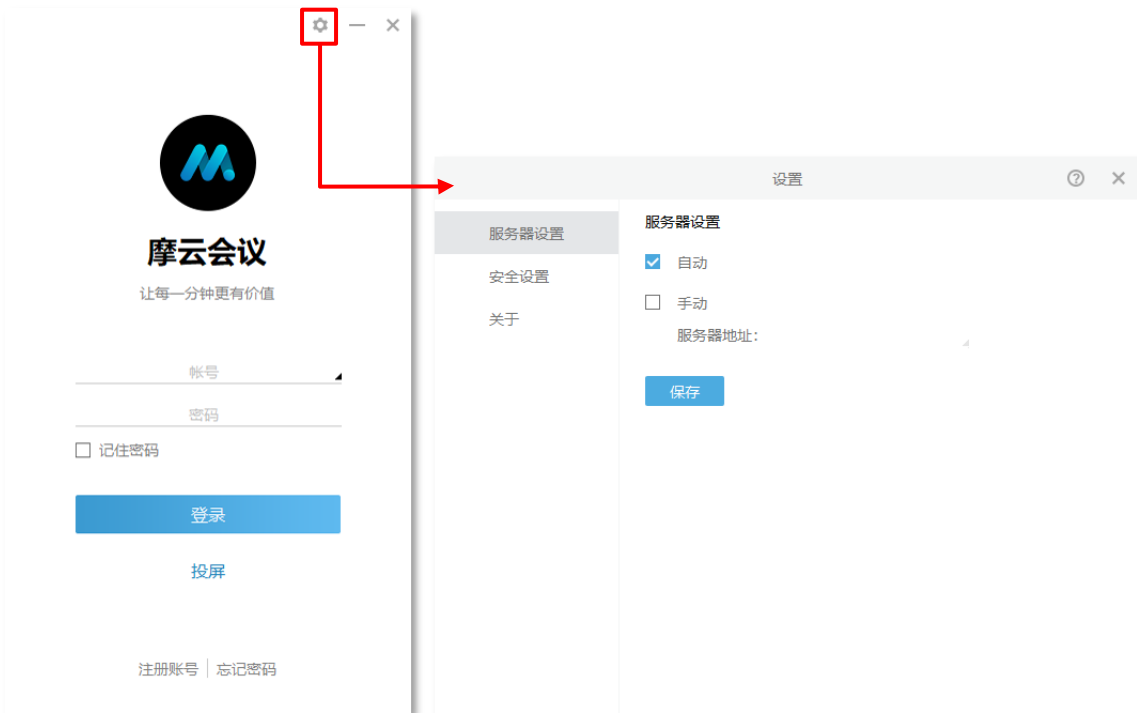 摩云会议
让每一分钟更有价值
帐号
密码
记住密码
登录
投屏
注册账号 忘记密码
设置
服务器设置
安全设置
关于
服务器设置
自动
手动
服务器地址：
保存